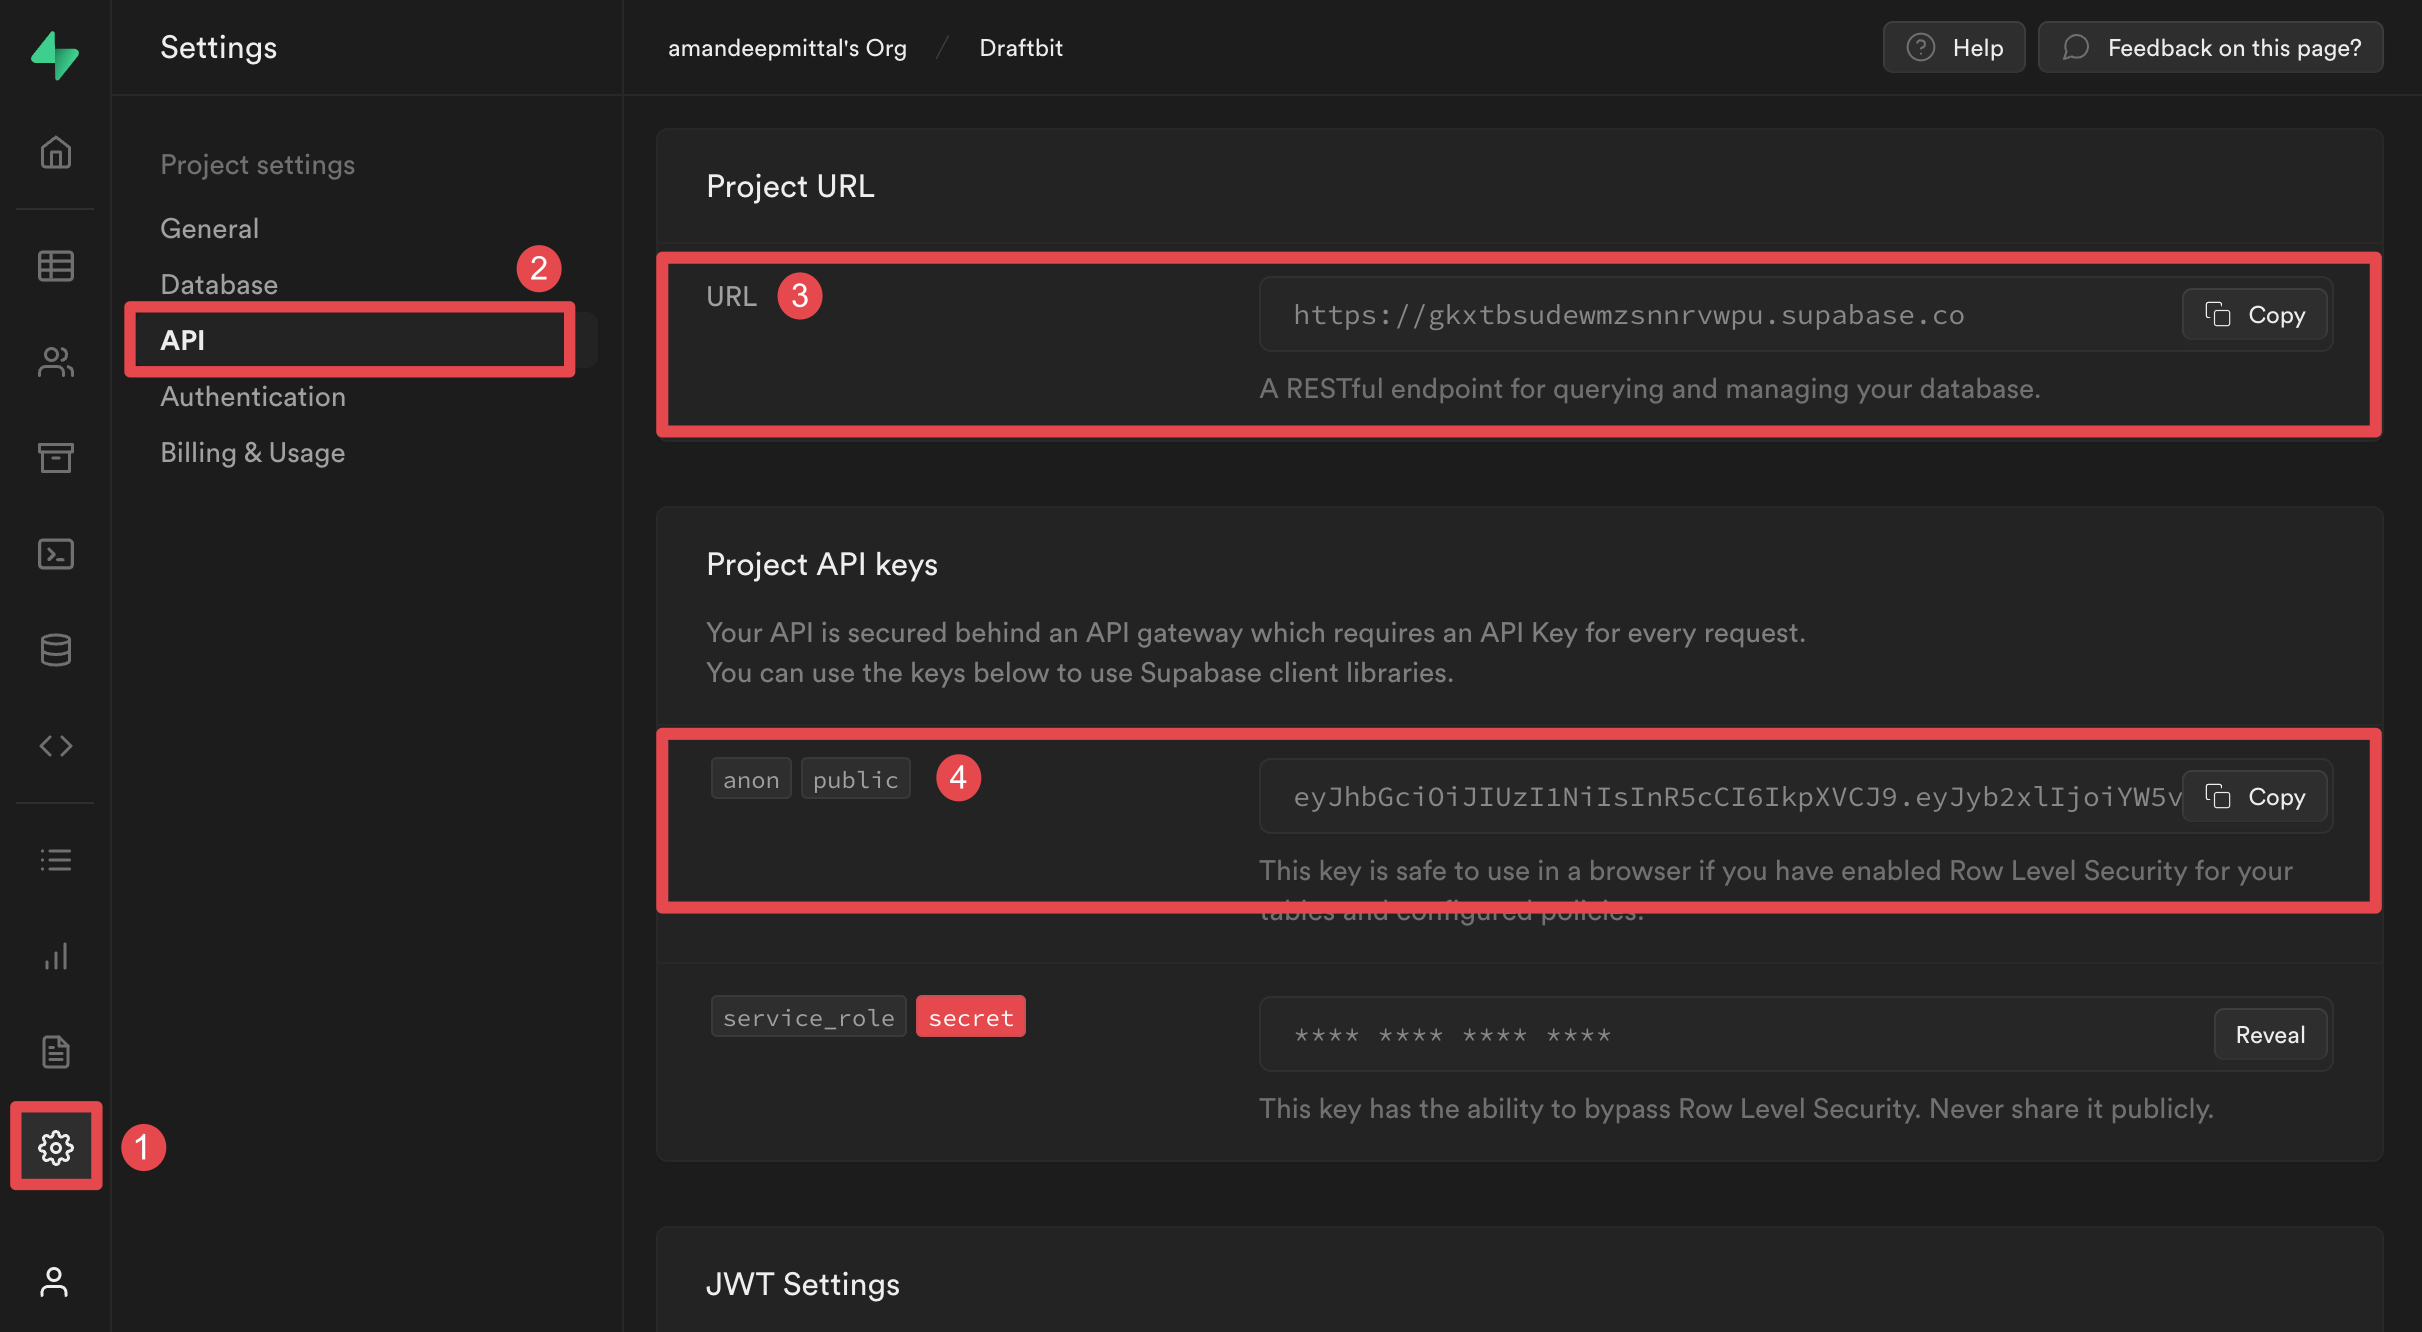 Settings
amandeepmittal's Org / Draftbit
Help
Feedback on this page?
Project settings
General
Database
2
API
Authentication
Billing & Usage
1
Project URL
URL
3
https://gkxtbsudewmzsnnrvwpu.supabase.co
Copy
A RESTful endpoint for querying and managing your database.
Project API keys
Your API is secured behind an API gateway which requires an API Key for every request.
You can use the keys below to use Supabase client libraries.
anon public
4
eyJhbGciOiJIUzI1NiIsInR5cCI6IkpXVCJ9.eyJyb2xlIjoiYW5v
Copy
This key is safe to use in a browser if you have enabled Row Level Security for your
tables and configured policies.
service_role secret
**** **** **** ****
Reveal
This key has the ability to bypass Row Level Security. Never share it publicly.
JWT Settings